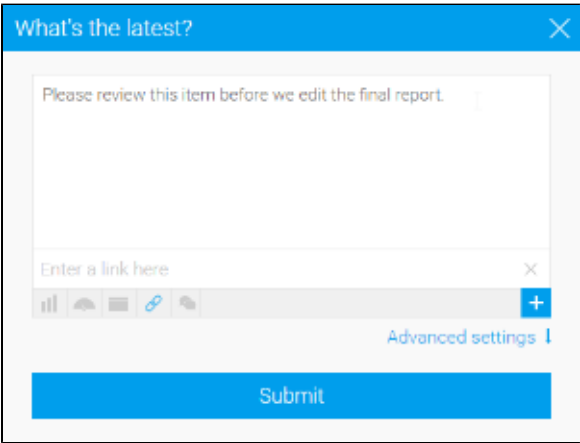 What's the latest?
Please review this item before we edit the final report.
Enter a link here
Advanced settings
Submit